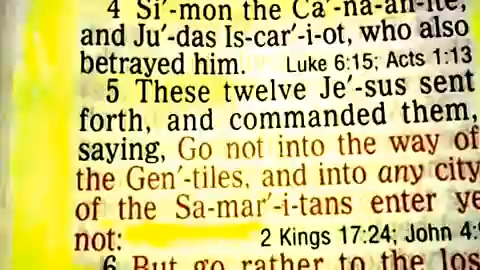 4 Si′-mon the Ca′-na-an-ite,
and Ju′-das Is-car′-i-ot, who also
betrayed him. Luke 6:15; Acts 1:13
5 These twelve Je′-sus sent
forth, and commanded them,
saying, Go not into the way of
the Gen′-tiles, and into any city
of the Sa-mar′-i-tans enter ye
not: 2 Kings 17:24; John 4:
6 But go rather to the